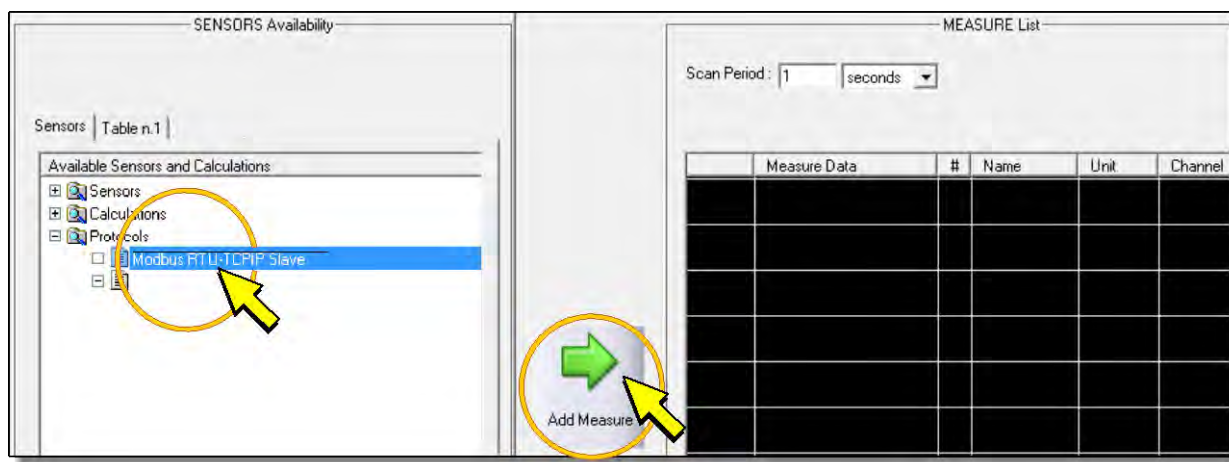 SENSORS Availability
Sensors
Table n.1
Available Sensors and Calculations
Sensors
Calculations
Protocols
Modbus RTU-TCPIP Slave
Add Measure
MEASURE List
Scan Period : 1 seconds
Measure Data # Name Unit Channel